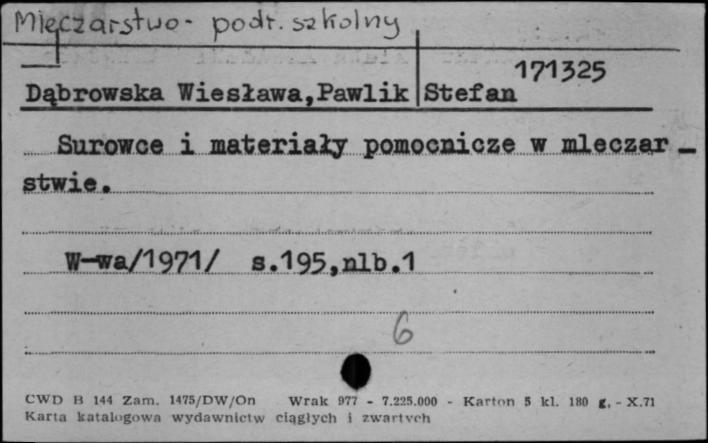 Mleczarstwo - podr. szkolny
171325
Dąbrowska Wiesława, Pawlik Stefan
Surowce i materiały pomocnicze w mleczar -
stwie.
W-wa/1971/ s.195,nlb.1
6
CWD B 144 Zam. 1475/DW/On Wrak 977 - 7.225.000 - Karton 5 kl. 180 g. - X.71
Karta katalogowa wydawnictw ciągłych i zwartych